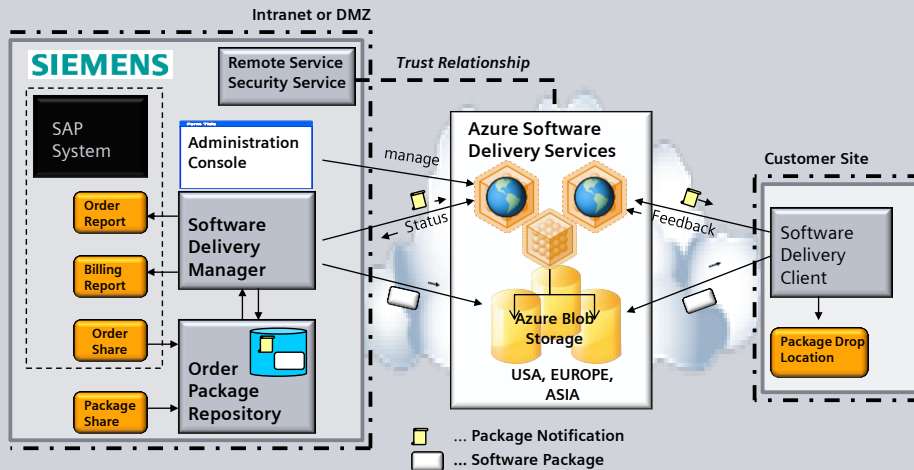 Intranet or DMZ
SIEMENS
Remote Service
Security Service
Trust Relationship
SAP
System
Form Title
Administration
Console
manage
Azure Software
Delivery Services
Customer Site
Order
Report
Software
Delivery
Manager
Status
Feedback
Software
Delivery
Client
Billing
Report
Order
Share
Order
Package
Repository
Azure Blob
Storage
Package Drop
Location
USA, EUROPE,
ASIA
Package
Share
... Package Notification
... Software Package